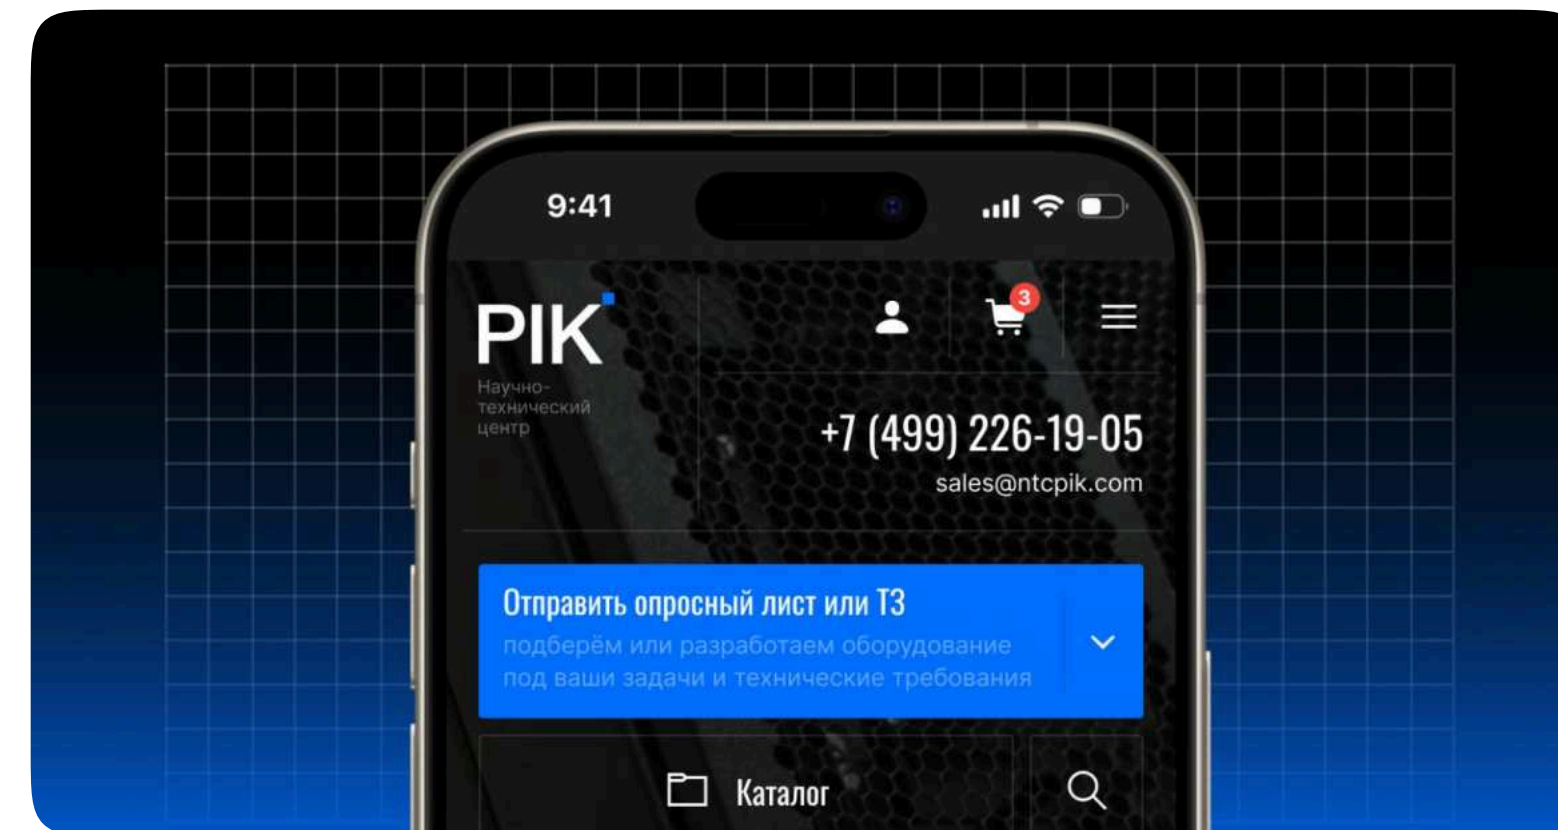 9:41
PIK
Научно-
технический
центр
3
+7 (499) 226-19-05
sales@ntcpik.com
Отправить опросный лист или ТЗ
подберём или разработаем оборудование
под ваши задачи и технические требования
Каталог